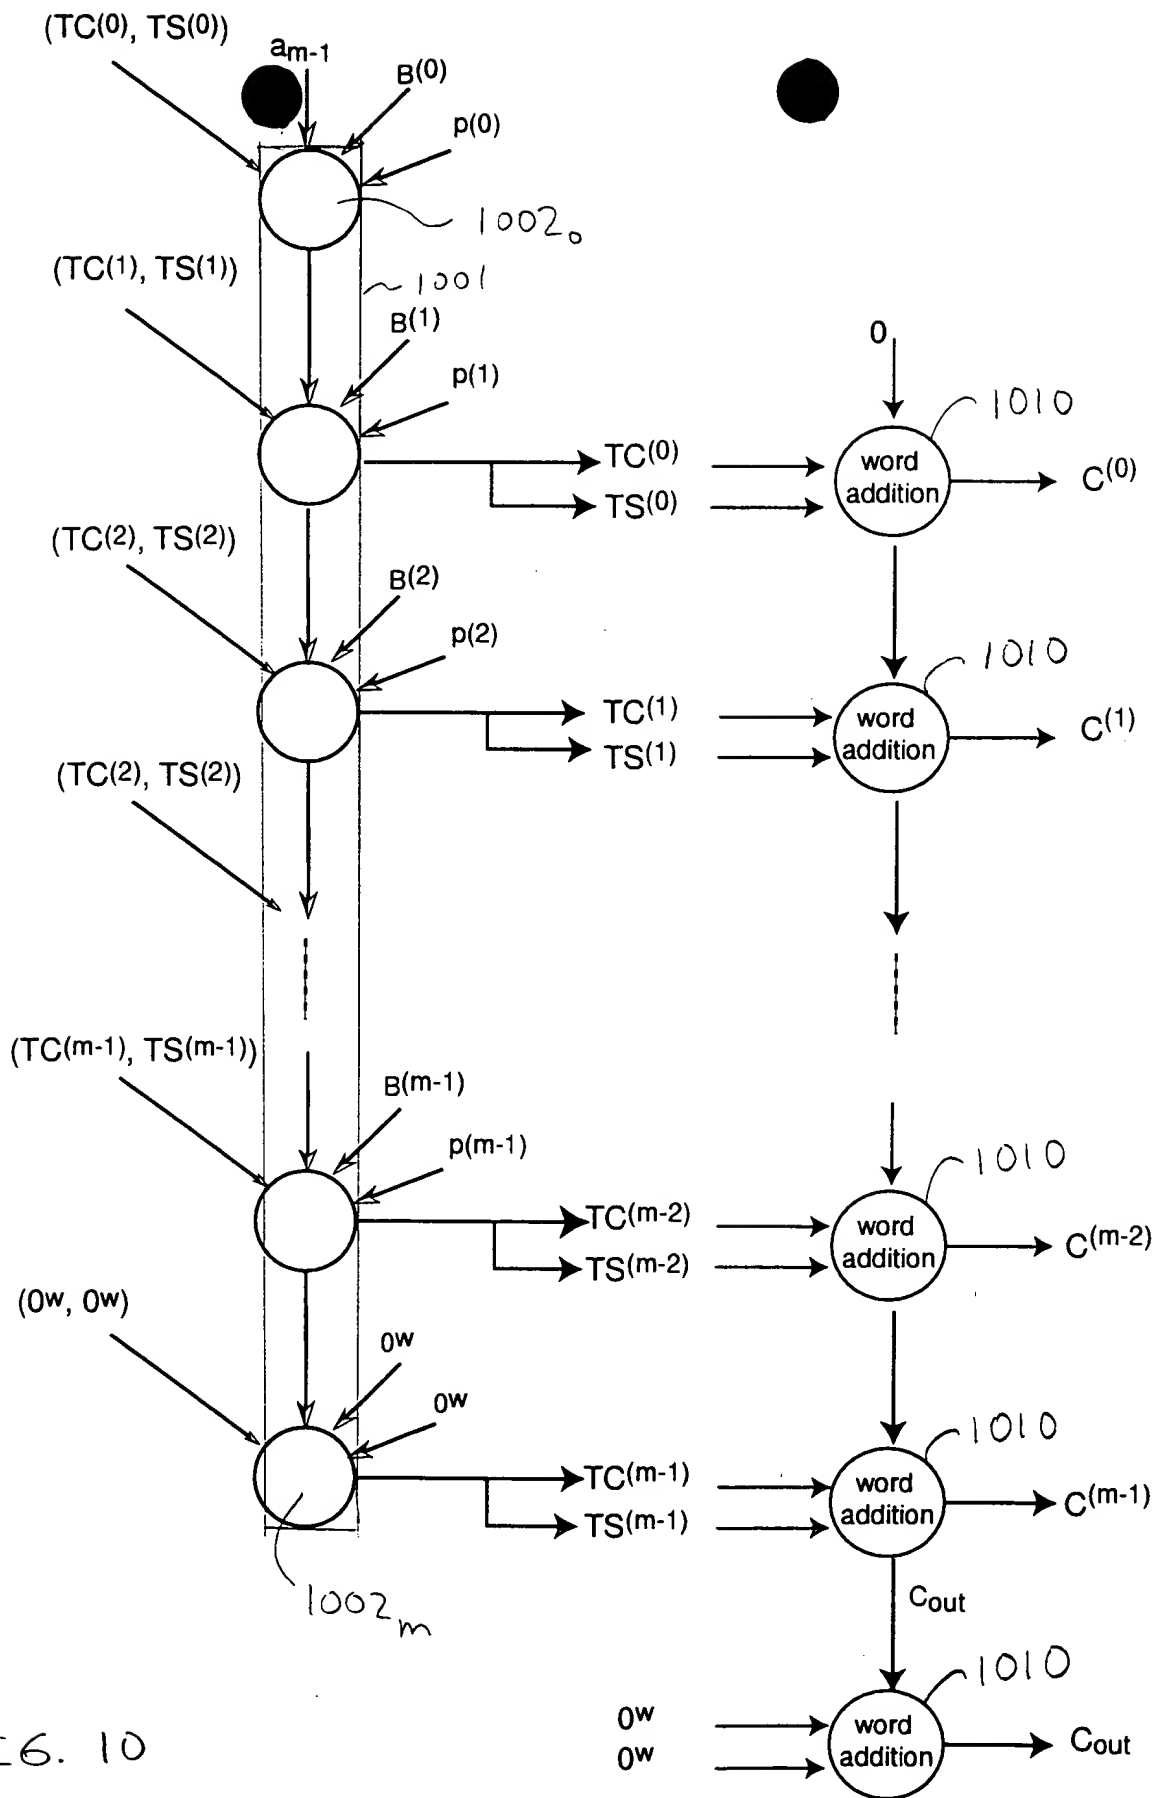 (TC(0), TS(0))
am-1
B(0)
p(0)
1002o
(TC(1), TS(1))
1001
B(1)
p(1)
0
1010
TC(0)
TS(0)
word
addition
C(0)
(TC(2), TS(2))
B(2)
p(2)
1010
TC(1)
TS(1)
word
addition
C(1)
(TC(2), TS(2))
(TC(m-1), TS(m-1))
B(m-1)
p(m-1)
1010
TC(m-2)
TS(m-2)
word
addition
C(m-2)
(0w, 0w)
0w
0w
1010
TC(m-1)
TS(m-1)
word
addition
C(m-1)
1002m
Cout
1010
0w
0w
word
addition
Cout
IG. 10